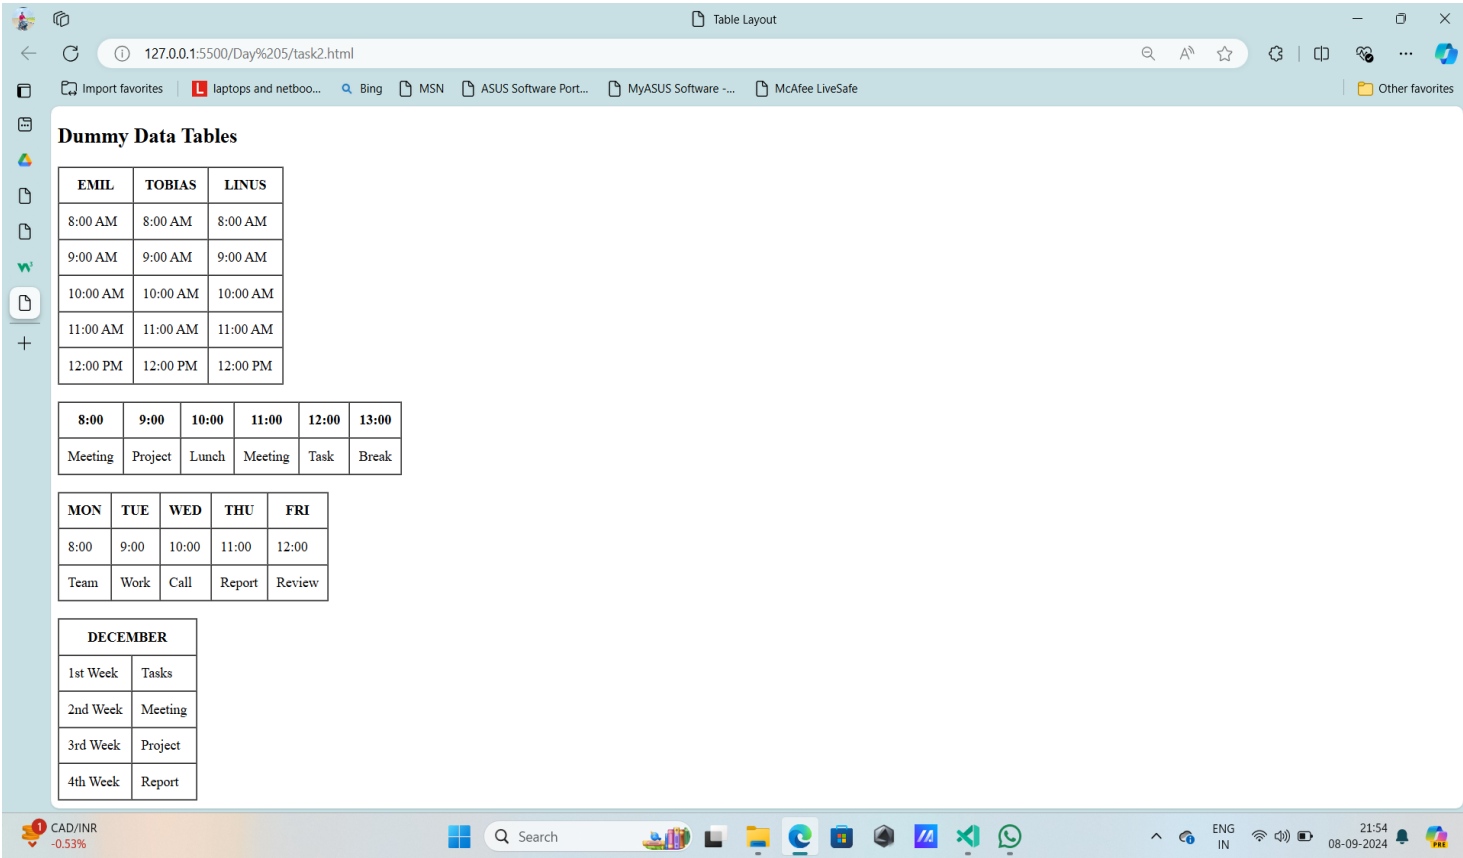 Table Layout
127.0.0.1:5500/Day%205/task2.html
Import favorites
L laptops and netboo...
Bing
MSN
ASUS Software Port...
MyASUS Software -...
McAfee LiveSafe
Other favorites
Dummy Data Tables
EMIL TOBIAS LINUS
8:00 AM 8:00 AM 8:00 AM
9:00 AM 9:00 AM 9:00 AM
10:00 AM 10:00 AM 10:00 AM
11:00 AM 11:00 AM 11:00 AM
12:00 PM 12:00 PM 12:00 PM
8:00 9:00 10:00 11:00 12:00 13:00
Meeting Project Lunch Meeting Task Break
MON TUE WED THU FRI
8:00 9:00 10:00 11:00 12:00
Team Work Call Report Review
DECEMBER
1st Week Tasks
2nd Week Meeting
3rd Week Project
4th Week Report
1
CAD/INR
-0.53%
Search
ENG
IN
21:54
08-09-2024
PRE